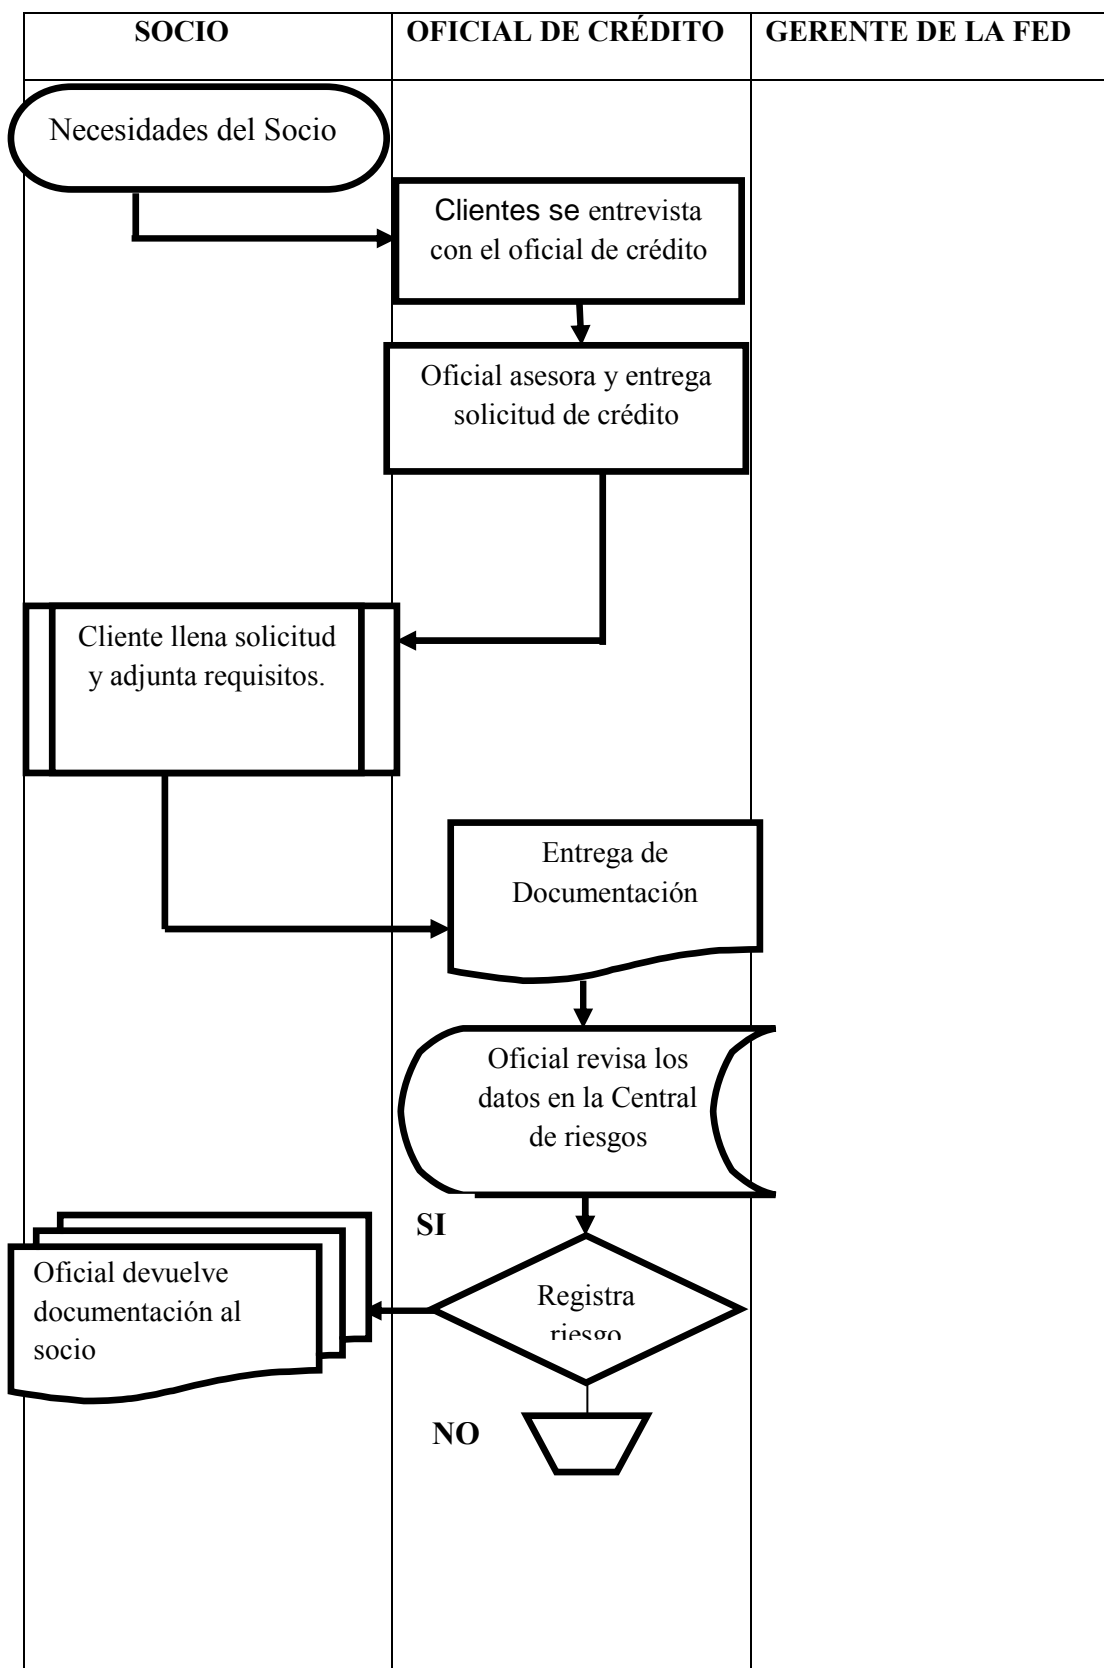 SOCIO
OFICIAL DE CRÉDITO
GERENTE DE LA FED
Necesidades del Socio
Clientes se entrevista
con el oficial de crédito
Oficial asesora y entrega
solicitud de crédito
Cliente llena solicitud
y adjunta requisitos.
Entrega de
Documentación
Oficial revisa los
datos en la Central
de riesgos
SI
Oficial devuelve
documentación al
socio
Registra
riesgo
NO